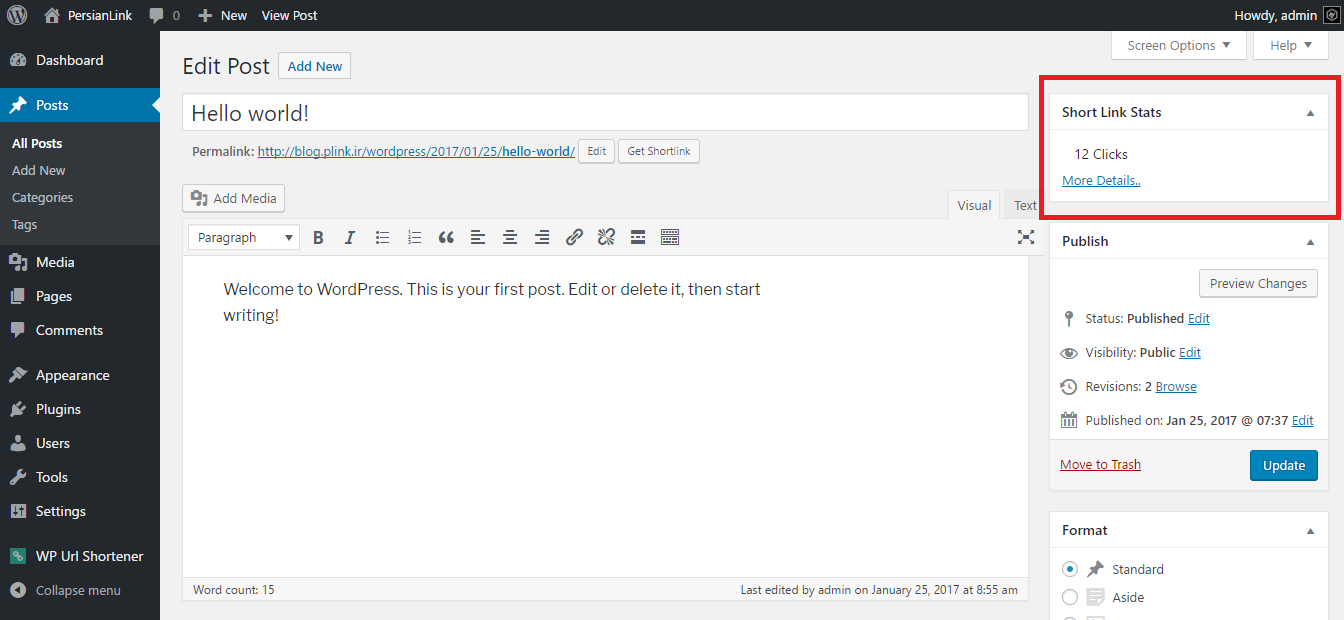 PersianLink 0 New View Post Howdy, admin
Dashboard
Posts
All Posts
Add New
Categories
Tags
Media
Pages
Comments
Appearance
Plugins
Users
Tools
Settings
WP Url Shortener
Collapse menu
Screen Options Help
Edit Post Add New
Hello world!
Permalink: http://blog.plink.ir/wordpress/2017/01/25/hello-world/ Edit Get Shortlink
Add Media
Visual Text
Paragraph B I
Welcome to WordPress. This is your first post. Edit or delete it, then start
writing!
Word count: 15 Last edited by admin on January 25, 2017 at 8:55 am
Short Link Stats
12 Clicks
More Details..
Publish
Preview Changes
Status: Published Edit
Visibility: Public Edit
Revisions: 2 Browse
Published on: Jan 25, 2017 @ 07:37 Edit
Move to Trash Update
Format
Standard
Aside